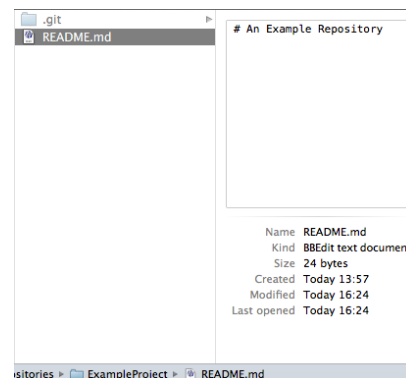 .git
README.md
# An Example Repository
Name README.md
Kind BBEdit text documen
Size 24 bytes
Created Today 13:57
Modified Today 16:24
Last opened Today 16:24
ositories ▸ ExampleProject ▸ README.md